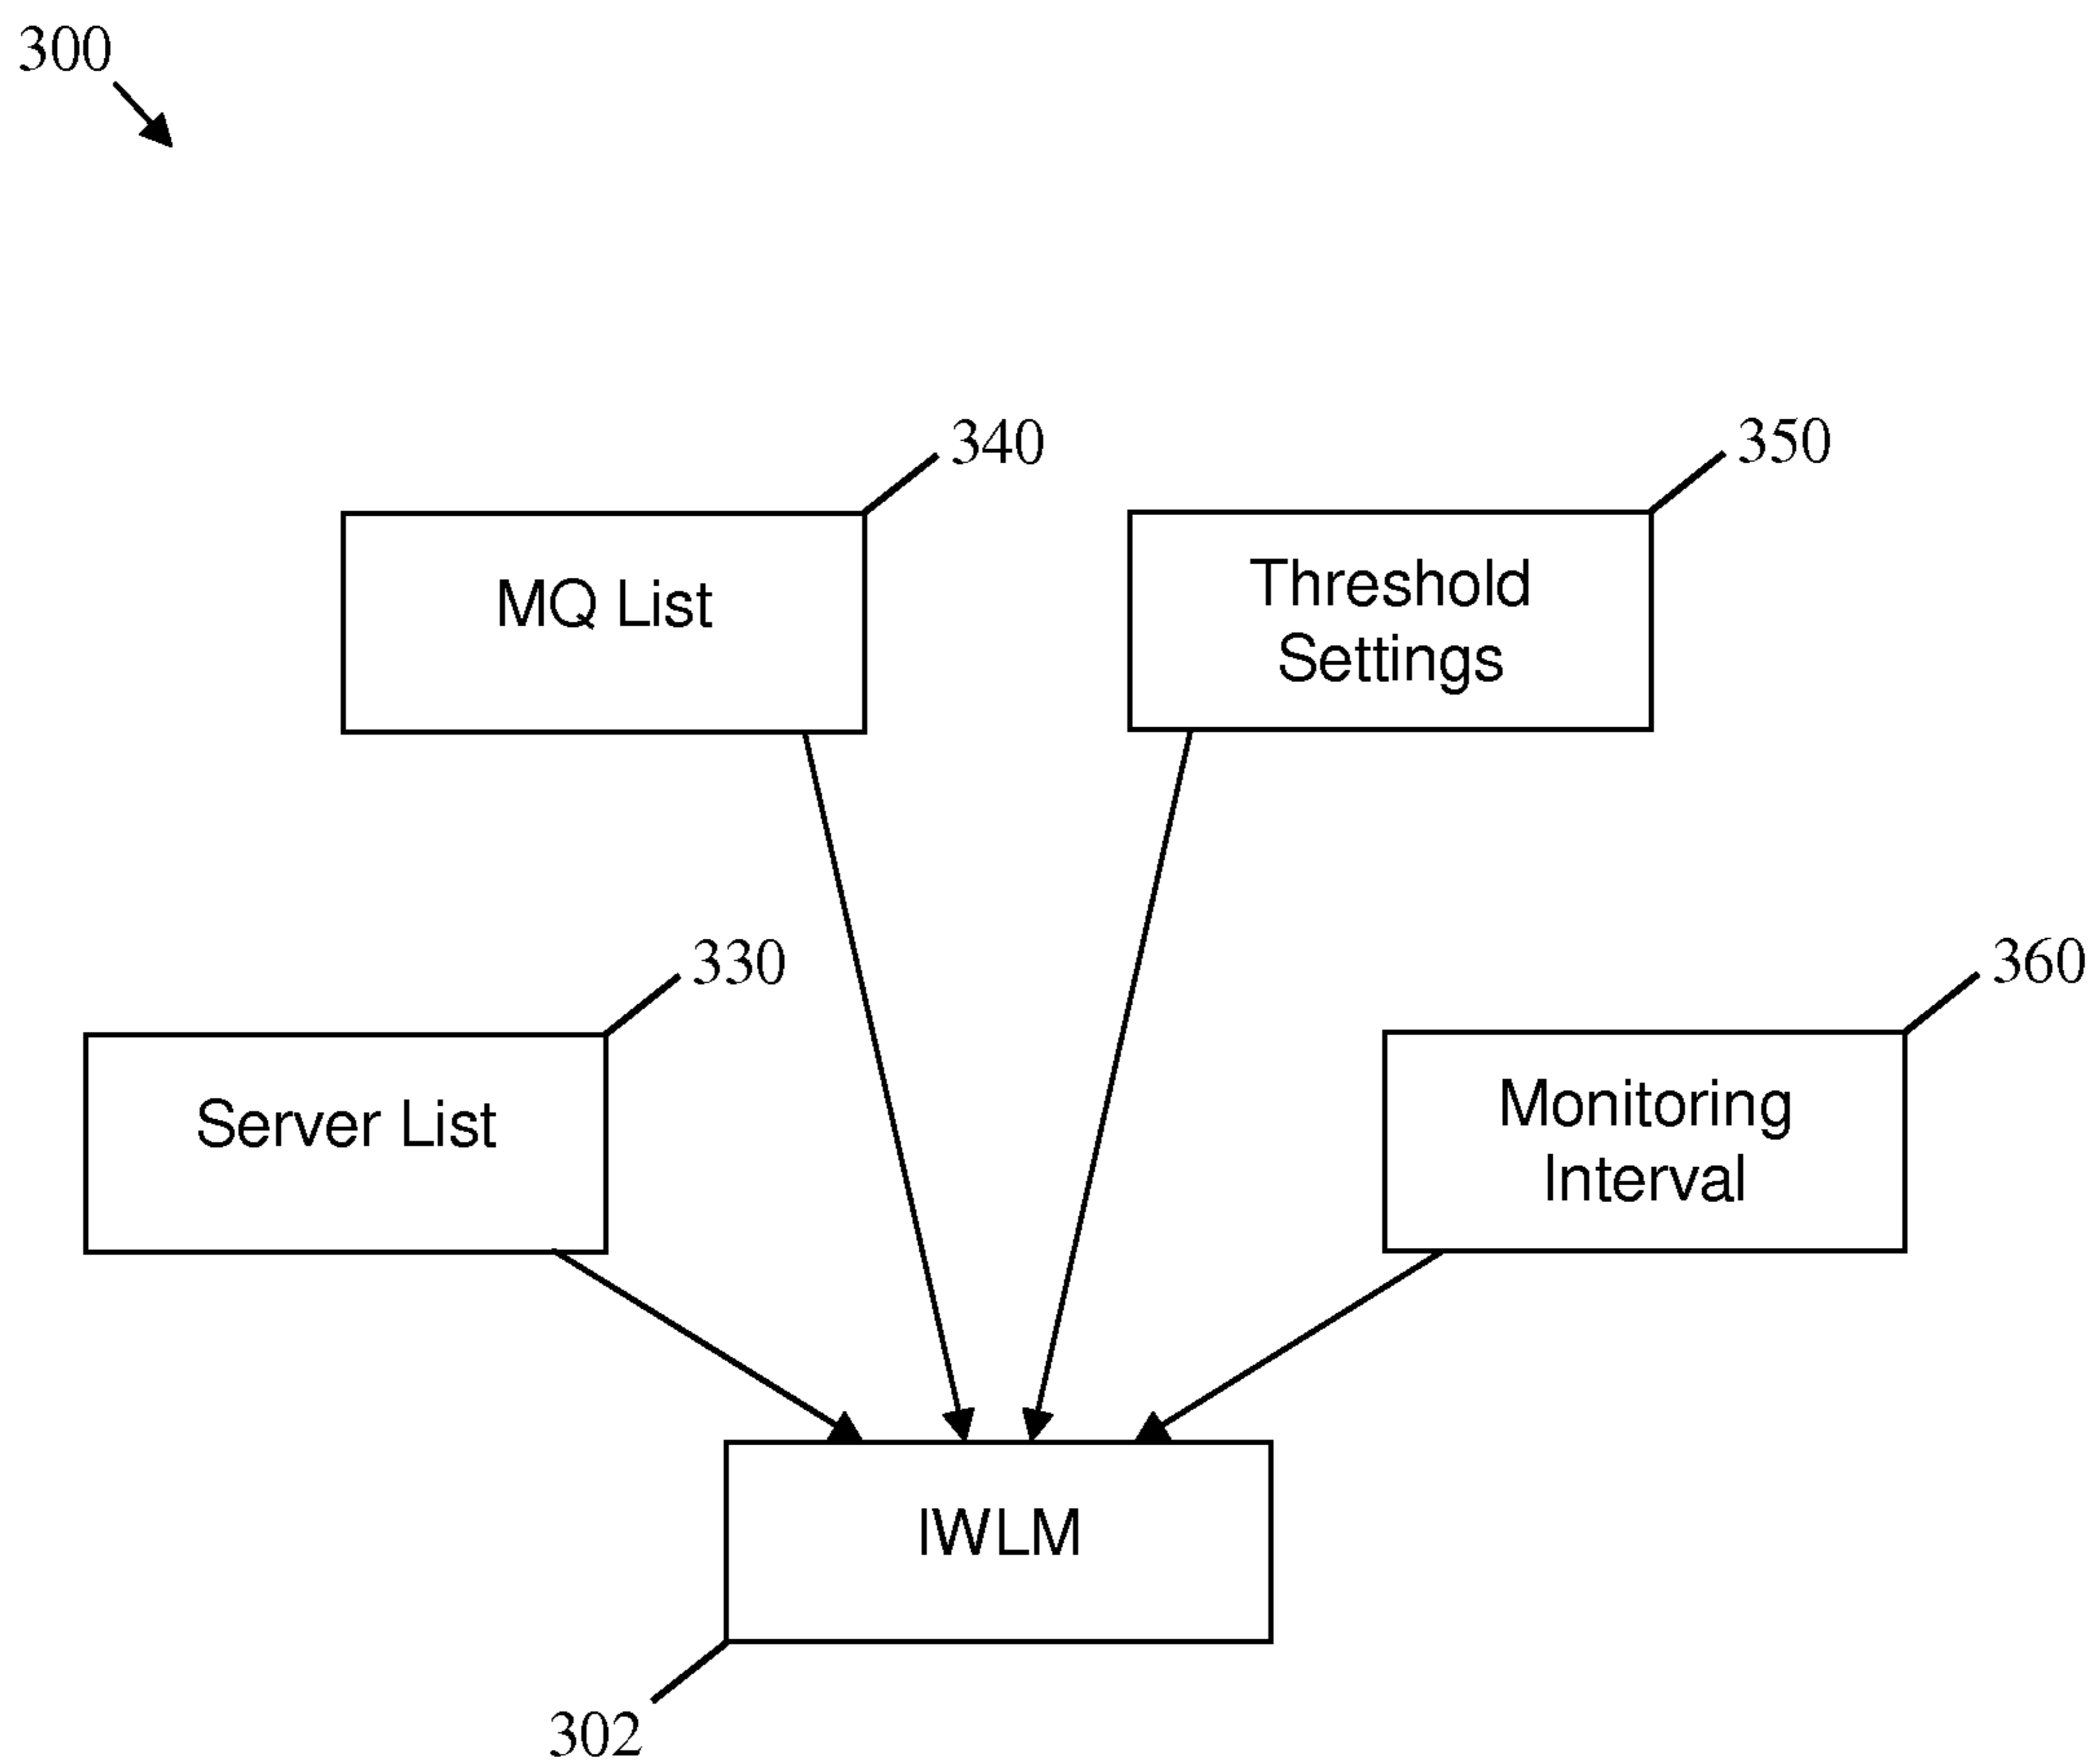 300
340
350
MQ List
Threshold
Settings
330
360
Server List
Monitoring
Interval
IWLM
302